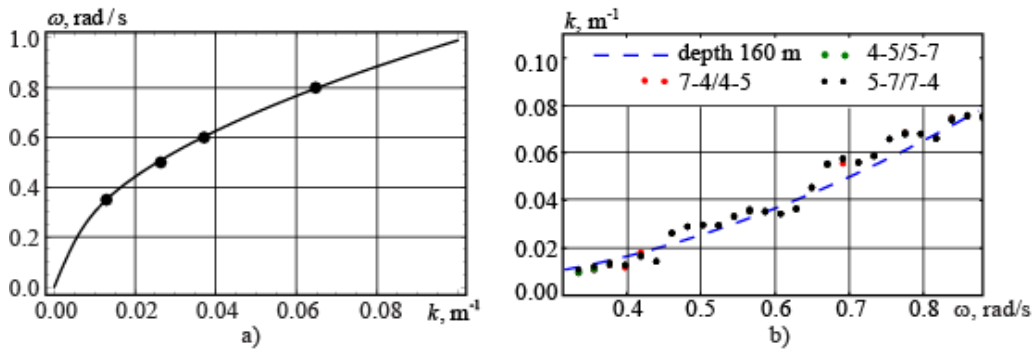 ω, rad / s
1.0
0.8
0.6
0.4
0.2
0.0
0.00 0.02 0.04 0.06 0.08 k, m⁻¹
a)
k, m⁻¹
depth 160 m 4-5/5-7
7-4/4-5 5-7/7-4
0.10
0.08
0.06
0.04
0.02
0.00
0.4 0.5 0.6 0.7 0.8 ω, rad/s
b)